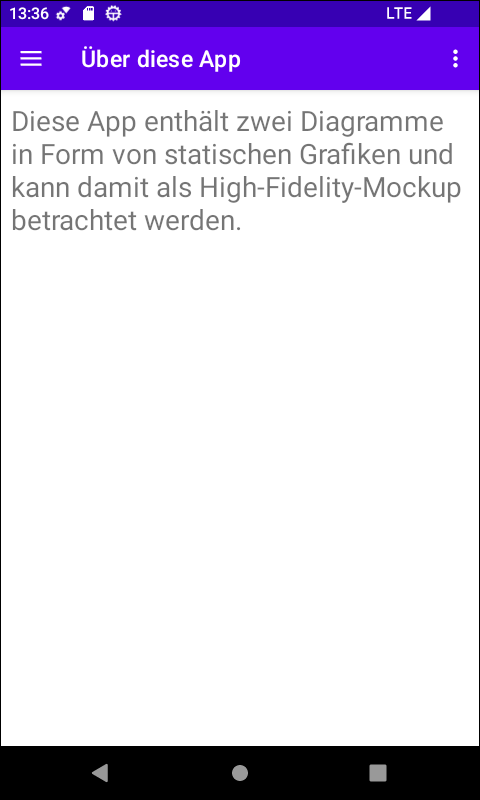 13:36 LTE
Über diese App
Diese App enthält zwei Diagramme
in Form von statischen Grafiken und
kann damit als High-Fidelity-Mockup
betrachtet werden.